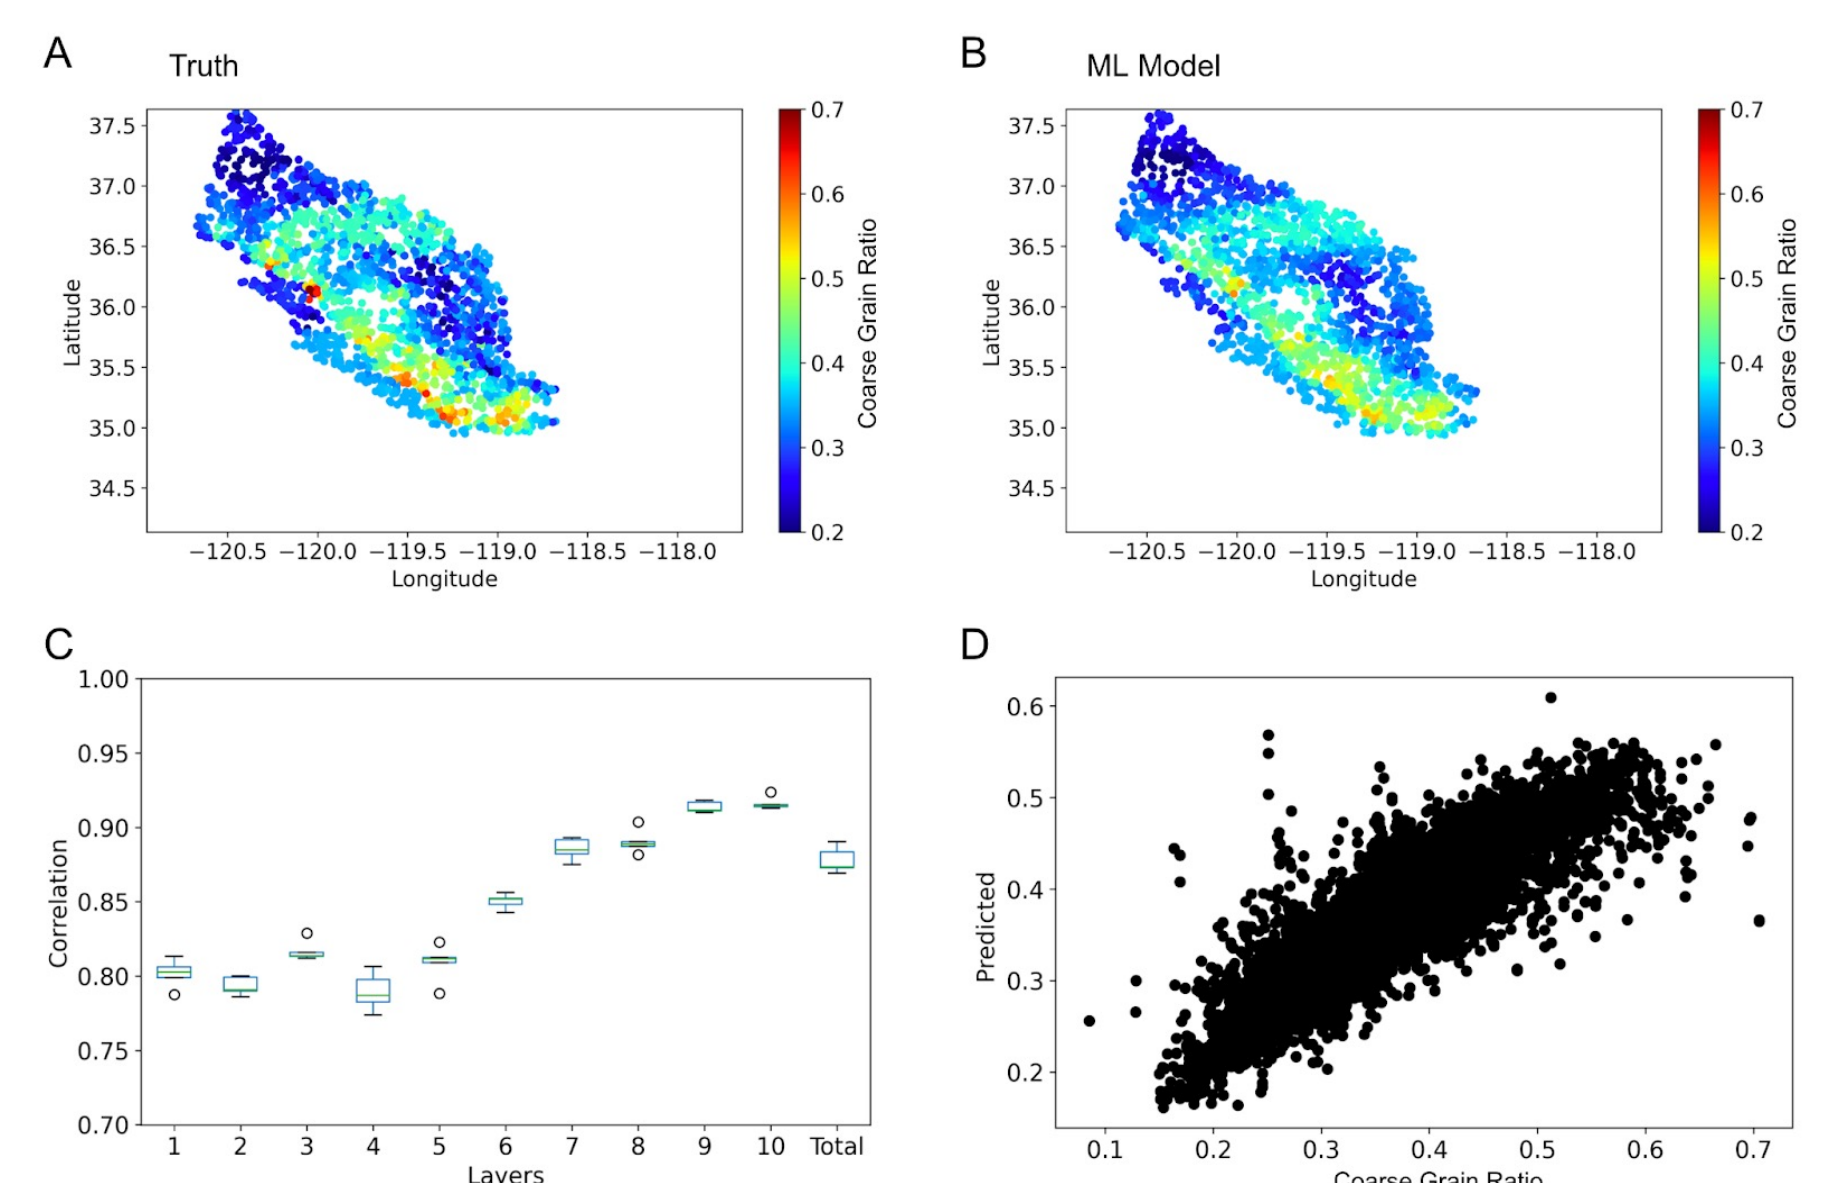 A
Truth
37.5
37.0
36.5
36.0
35.5
35.0
34.5
Latitude
−120.5 −120.0 −119.5 −119.0 −118.5 −118.0
Longitude
0.7
0.6
0.5
0.4
0.3
0.2
Coarse Grain Ratio
B
ML Model
37.5
37.0
36.5
36.0
35.5
35.0
34.5
Latitude
−120.5 −120.0 −119.5 −119.0 −118.5 −118.0
Longitude
0.7
0.6
0.5
0.4
0.3
0.2
Coarse Grain Ratio
C
1.00
0.95
0.90
0.85
0.80
0.75
0.70
Correlation
1 2 3 4 5 6 7 8 9 10 Total
Layers
D
0.6
0.5
0.4
0.3
0.2
Predicted
0.1 0.2 0.3 0.4 0.5 0.6 0.7
Coarse Grain Ratio